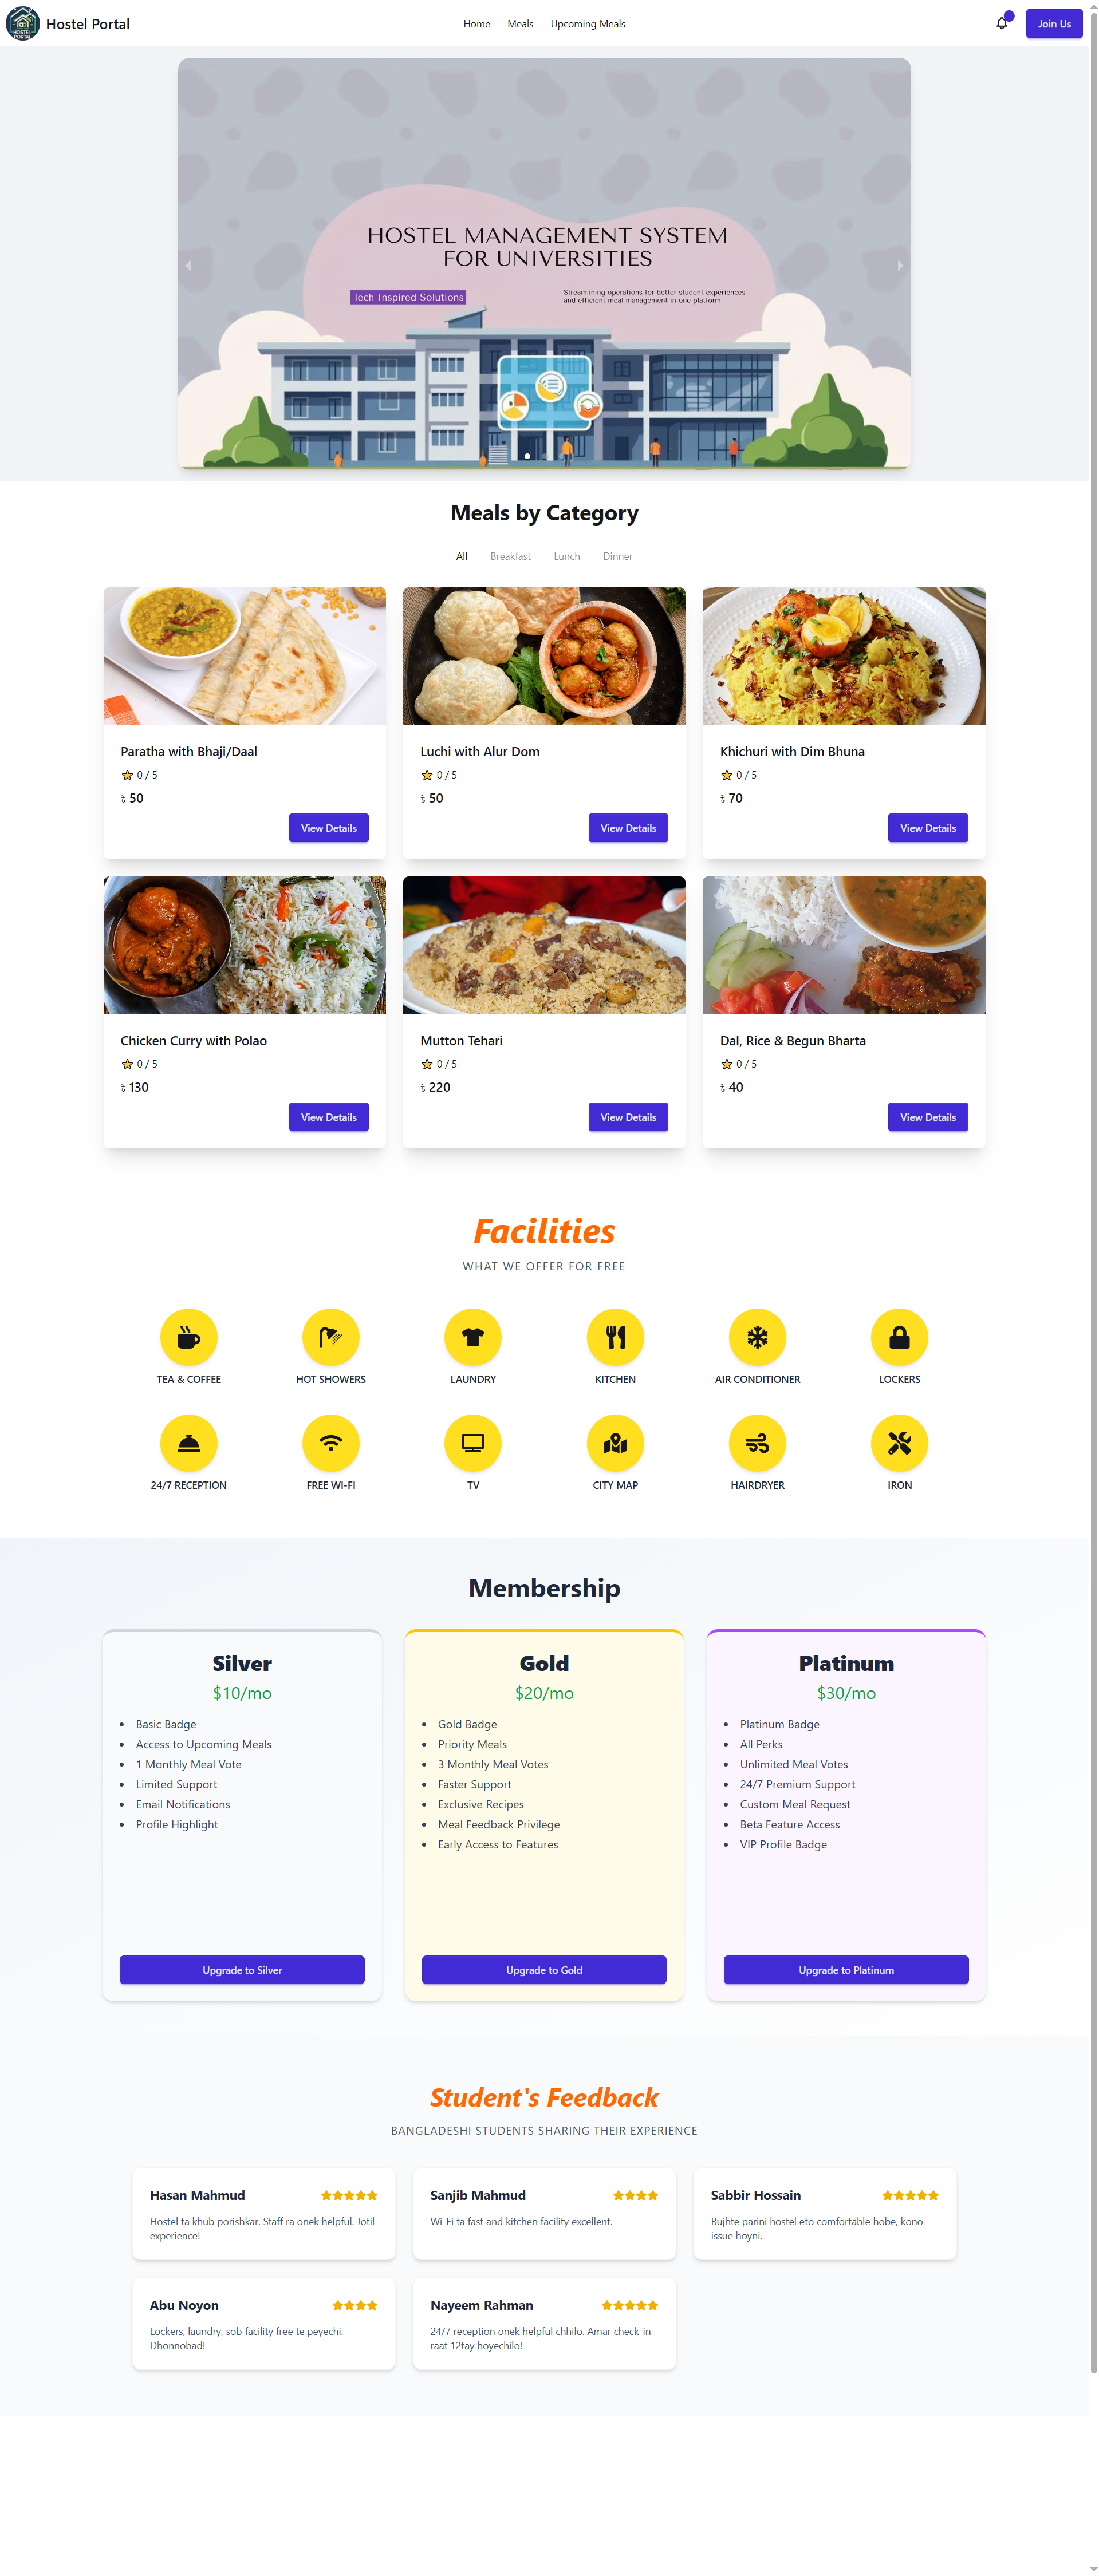 HOSTEL
PORTAL
Hostel Portal
Home
Meals
Upcoming Meals
Join Us
HOSTEL MANAGEMENT SYSTEM
FOR UNIVERSITIES
Tech Inspired Solutions
Streamlining operations for better student experiences
and efficient meal management in one platform.
Meals by Category
All
Breakfast
Lunch
Dinner
Paratha with Bhaji/Daal
0 / 5
৳ 50
View Details
Luchi with Alur Dom
0 / 5
৳ 50
View Details
Khichuri with Dim Bhuna
0 / 5
৳ 70
View Details
Chicken Curry with Polao
0 / 5
৳ 130
View Details
Mutton Tehari
0 / 5
৳ 220
View Details
Dal, Rice & Begun Bharta
0 / 5
৳ 40
View Details
Facilities
WHAT WE OFFER FOR FREE
TEA & COFFEE
HOT SHOWERS
LAUNDRY
KITCHEN
AIR CONDITIONER
LOCKERS
24/7 RECEPTION
FREE WI-FI
TV
CITY MAP
HAIRDRYER
IRON
Membership
Silver
$10/mo
• Basic Badge
• Access to Upcoming Meals
• 1 Monthly Meal Vote
• Limited Support
• Email Notifications
• Profile Highlight
Upgrade to Silver
Gold
$20/mo
• Gold Badge
• Priority Meals
• 3 Monthly Meal Votes
• Faster Support
• Exclusive Recipes
• Meal Feedback Privilege
• Early Access to Features
Upgrade to Gold
Platinum
$30/mo
• Platinum Badge
• All Perks
• Unlimited Meal Votes
• 24/7 Premium Support
• Custom Meal Request
• Beta Feature Access
• VIP Profile Badge
Upgrade to Platinum
Student's Feedback
BANGLADESHI STUDENTS SHARING THEIR EXPERIENCE
Hasan Mahmud
Hostel ta khub porishkar. Staff ra onek helpful. Jotil
experience!
Sanjib Mahmud
Wi-Fi ta fast and kitchen facility excellent.
Sabbir Hossain
Bujhte parini hostel eto comfortable hobe, kono
issue hoyni.
Abu Noyon
Lockers, laundry, sob facility free te peyechi.
Dhonnobad!
Nayeem Rahman
24/7 reception onek helpful chhilo. Amar check-in
raat 12tay hoyechilo!